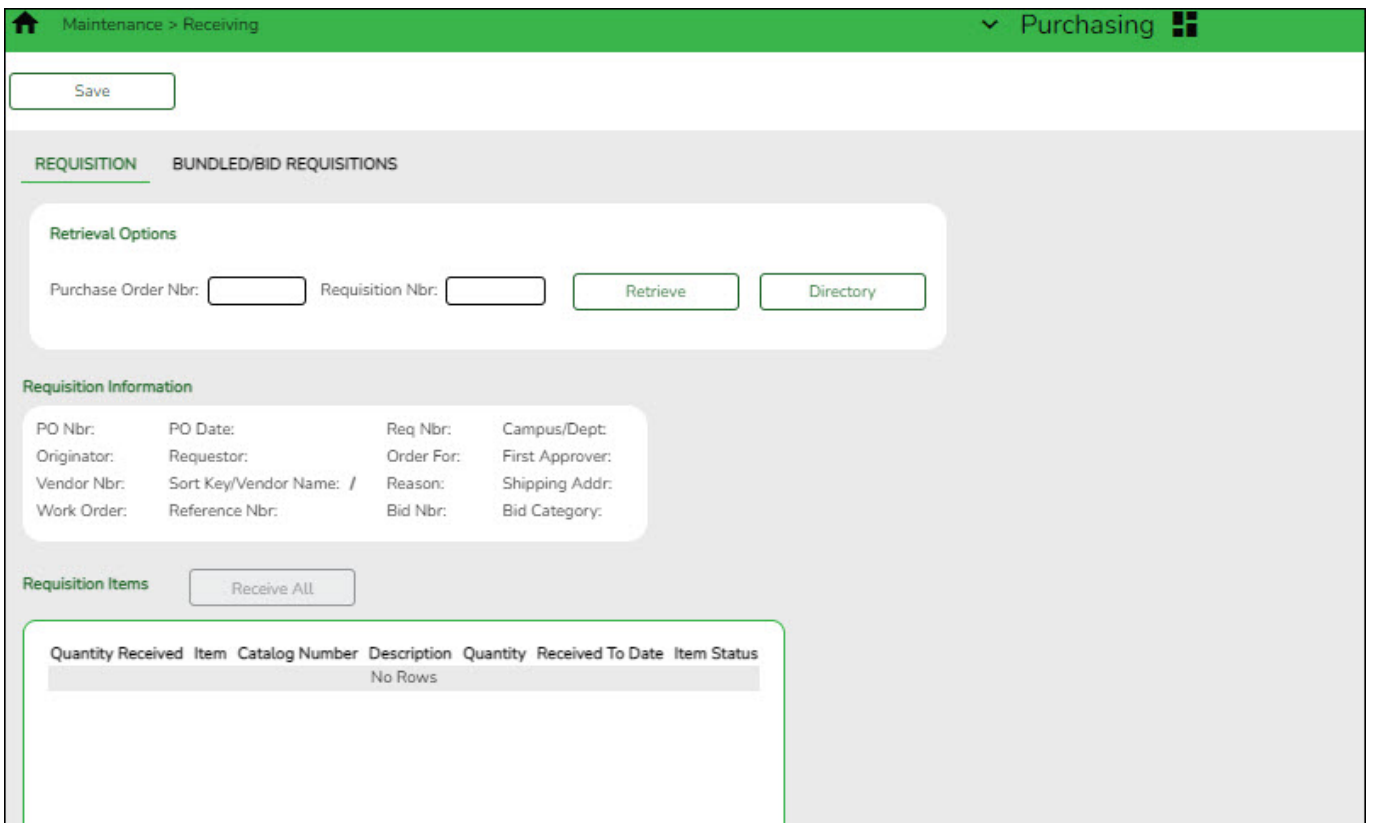 Maintenance > Receiving Purchasing
Save
REQUISITION BUNDLED/BID REQUISITIONS
Retrieval Options
Purchase Order Nbr: Requisition Nbr: Retrieve Directory
Requisition Information
PO Nbr: PO Date: Req Nbr: Campus/Dept:
Originator: Requestor: Order For: First Approver:
Vendor Nbr: Sort Key/Vendor Name: / Reason: Shipping Addr:
Work Order: Reference Nbr: Bid Nbr: Bid Category:
Requisition Items Receive All
Quantity Received Item Catalog Number Description Quantity Received To Date Item Status
No Rows